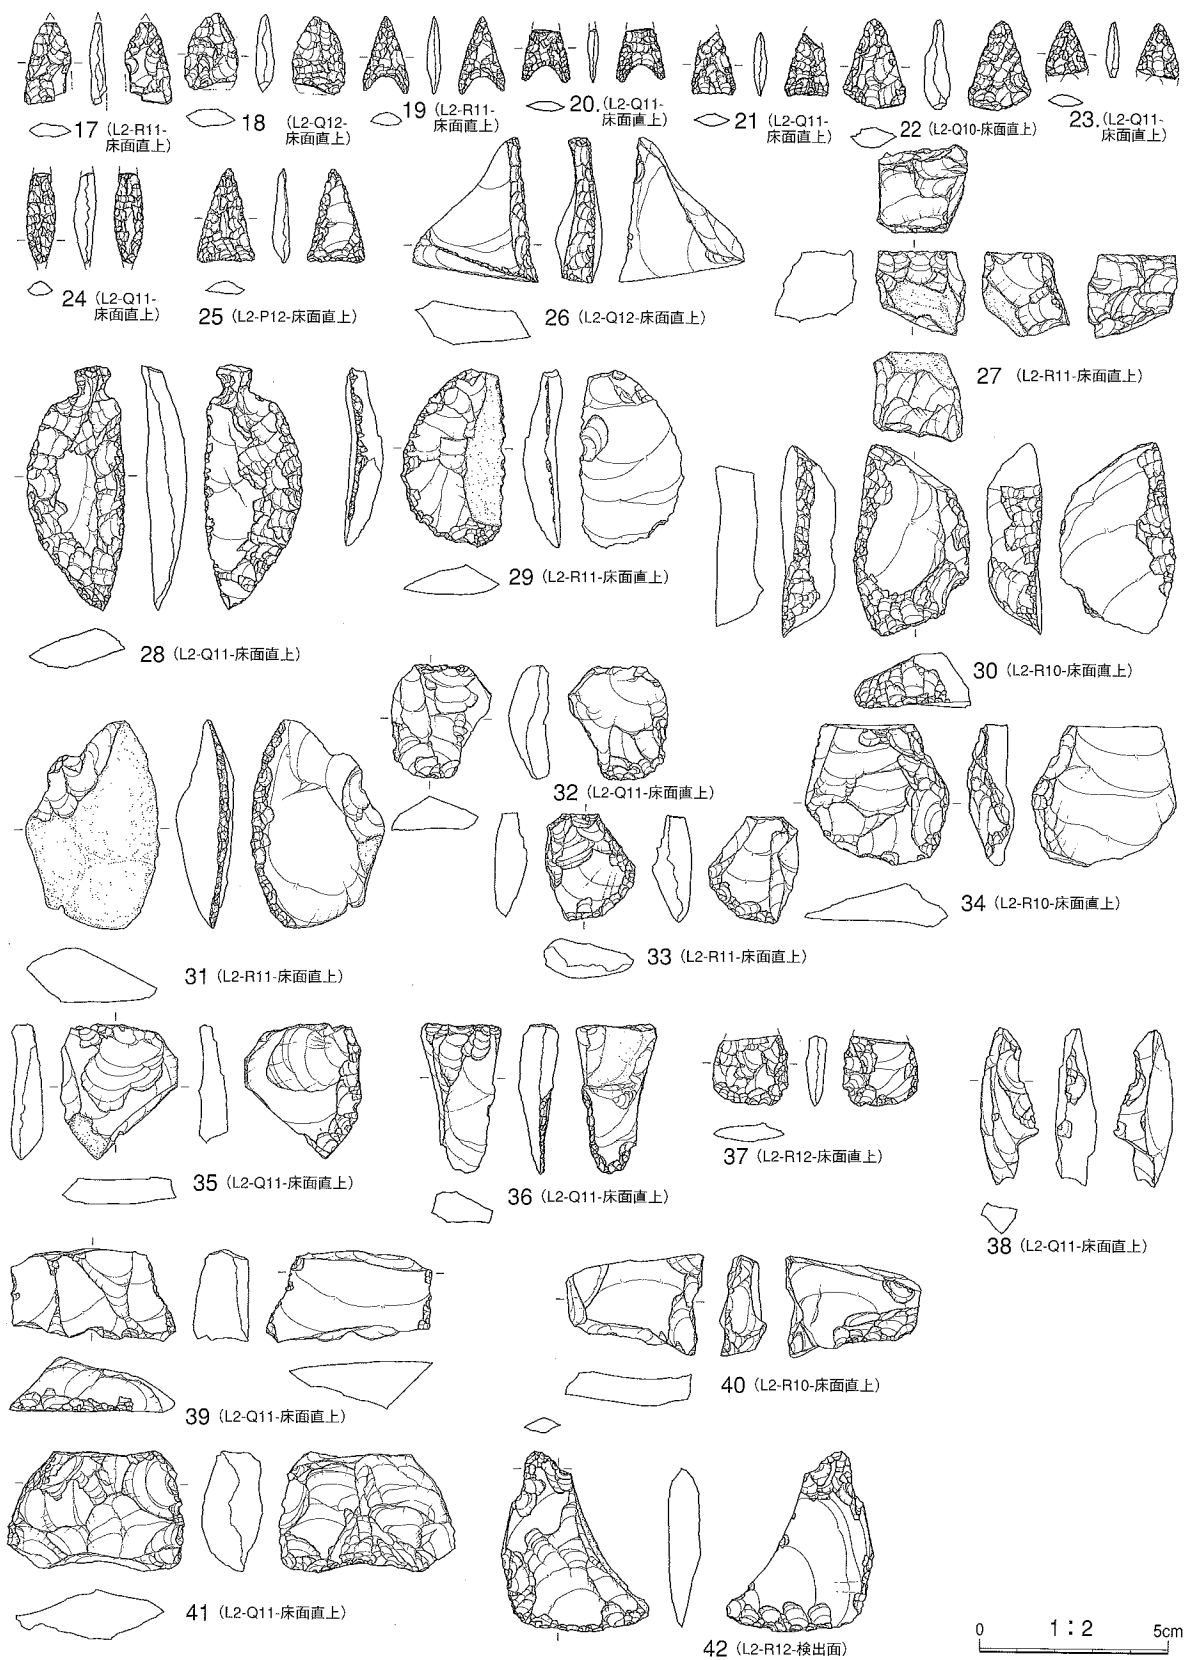 17 (L2-R11-
床面直上)
18 (L2-Q12-
床面直上)
19 (L2-R11-
床面直上)
20. (L2-Q11-
床面直上)
21 (L2-Q11-
床面直上)
22 (L2-Q10-床面直上)
23. (L2-Q11-
床面直上)
24 (L2-Q11-
床面直上)
25 (L2-P12-床面直上)
26 (L2-Q12-床面直上)
27 (L2-R11-床面直上)
28 (L2-Q11-床面直上)
29 (L2-R11-床面直上)
30 (L2-R10-床面直上)
31 (L2-R11-床面直上)
32 (L2-Q11-床面直上)
33 (L2-R11-床面直上)
34 (L2-R10-床面直上)
35 (L2-Q11-床面直上)
36 (L2-Q11-床面直上)
37 (L2-R12-床面直上)
38 (L2-Q11-床面直上)
39 (L2-Q11-床面直上)
40 (L2-R10-床面直上)
41 (L2-Q11-床面直上)
42 (L2-R12-検出面)
0 1:2 5cm